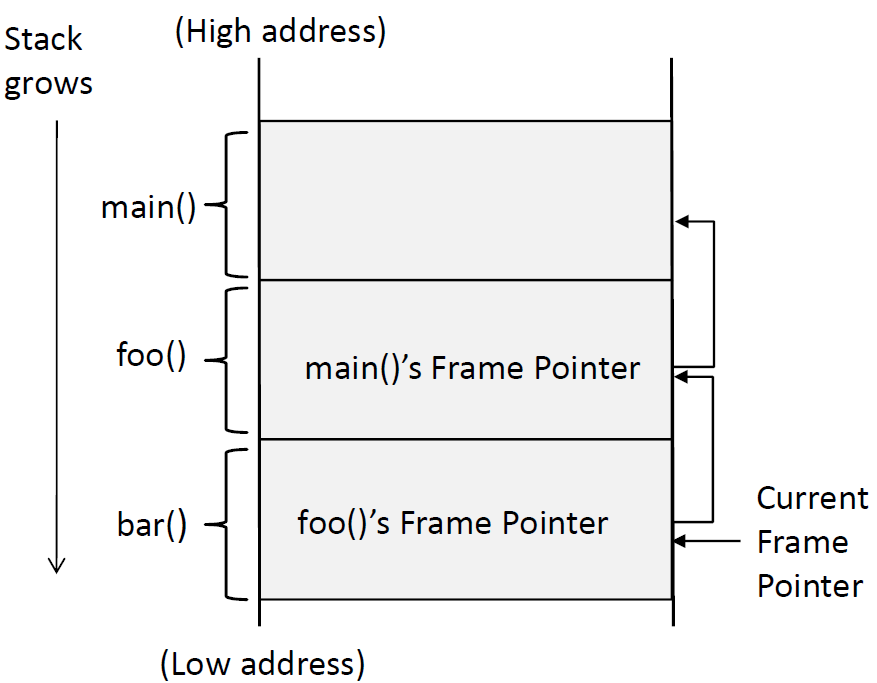 Stack
grows
(High address)
main()
foo()
main()’s Frame Pointer
bar()
foo()’s Frame Pointer
Current
Frame
Pointer
(Low address)